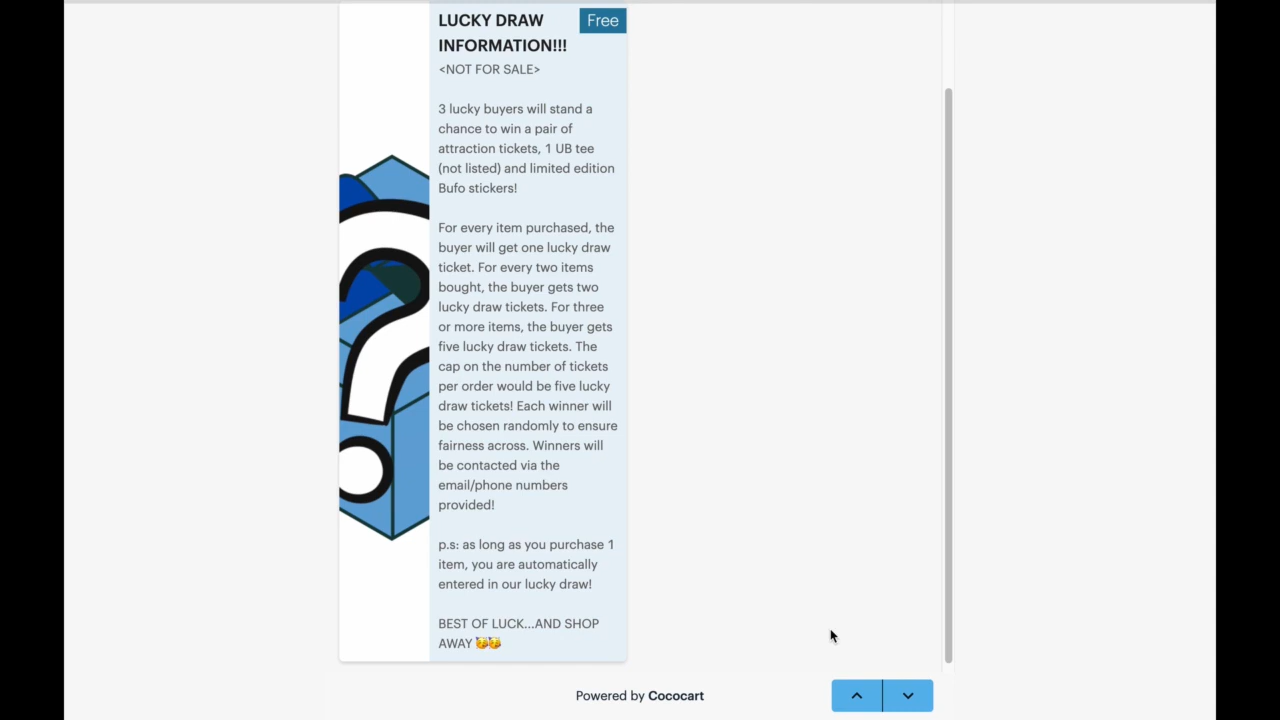 LUCKY DRAW
Free
INFORMATION!!!
<NOT FOR SALE>
3 lucky buyers will stand a
chance to win a pair of
attraction tickets, 1 UB tee
(not listed) and limited edition
Bufo stickers!
For every item purchased, the
buyer will get one lucky draw
ticket. For every two items
bought, the buyer gets two
lucky draw tickets. For three
or more items, the buyer gets
five lucky draw tickets. The
cap on the number of tickets
per order would be five lucky
draw tickets! Each winner will
be chosen randomly to ensure
fairness across. Winners will
be contacted via the
email/phone numbers
provided!
p.s: as long as you purchase 1
item, you are automatically
entered in our lucky draw!
BEST OF LUCK...AND SHOP
AWAY 🥳🥳
Powered by Cococart